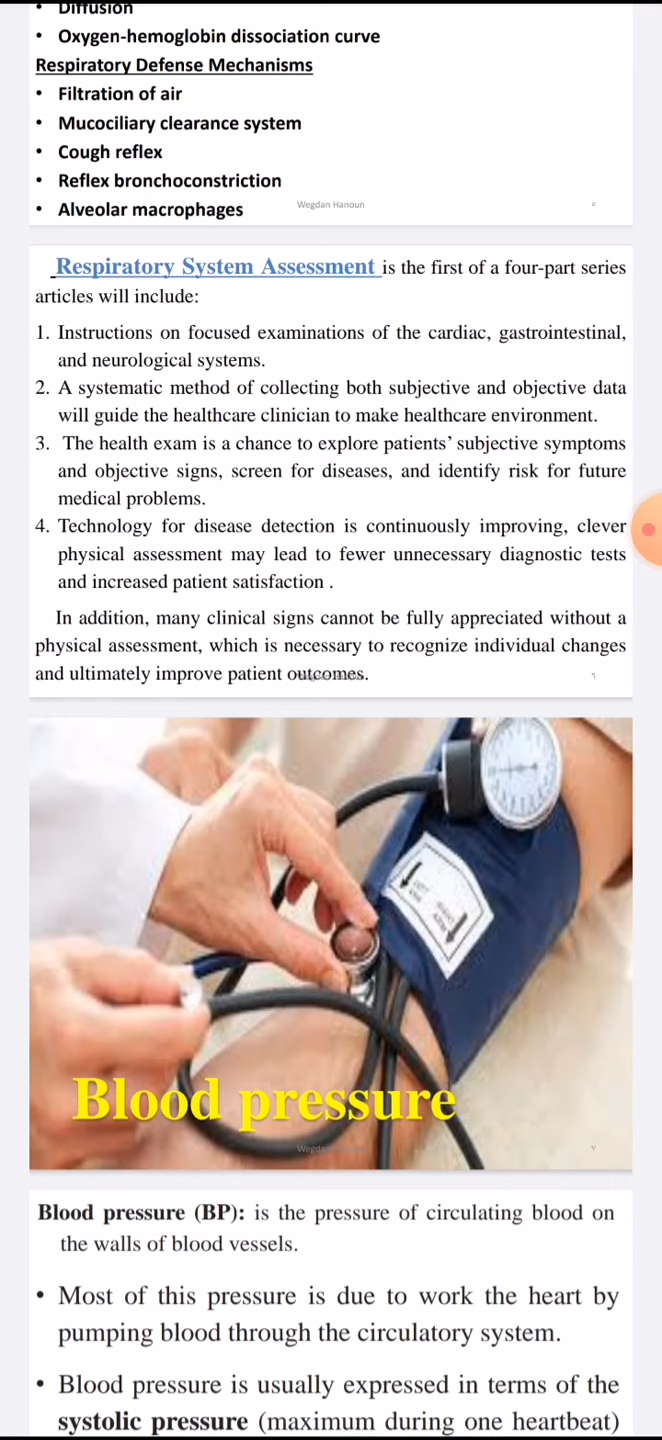 • Diffusion
• Oxygen-hemoglobin dissociation curve
Respiratory Defense Mechanisms
• Filtration of air
• Mucociliary clearance system
• Cough reflex
• Reflex bronchoconstriction
• Alveolar macrophages
Wegdan Hanoun
Respiratory System Assessment is the first of a four-part series
articles will include:
1. Instructions on focused examinations of the cardiac, gastrointestinal,
and neurological systems.
2. A systematic method of collecting both subjective and objective data
will guide the healthcare clinician to make healthcare environment.
3. The health exam is a chance to explore patients' subjective symptoms
and objective signs, screen for diseases, and identify risk for future
medical problems.
4. Technology for disease detection is continuously improving, clever
physical assessment may lead to fewer unnecessary diagnostic tests
and increased patient satisfaction .
In addition, many clinical signs cannot be fully appreciated without a
physical assessment, which is necessary to recognize individual changes
and ultimately improve patient outcomes.
٦
Blood pressure
٧
Blood pressure (BP): is the pressure of circulating blood on
the walls of blood vessels.
• Most of this pressure is due to work the heart by
pumping blood through the circulatory system.
• Blood pressure is usually expressed in terms of the
systolic pressure (maximum during one heartbeat)